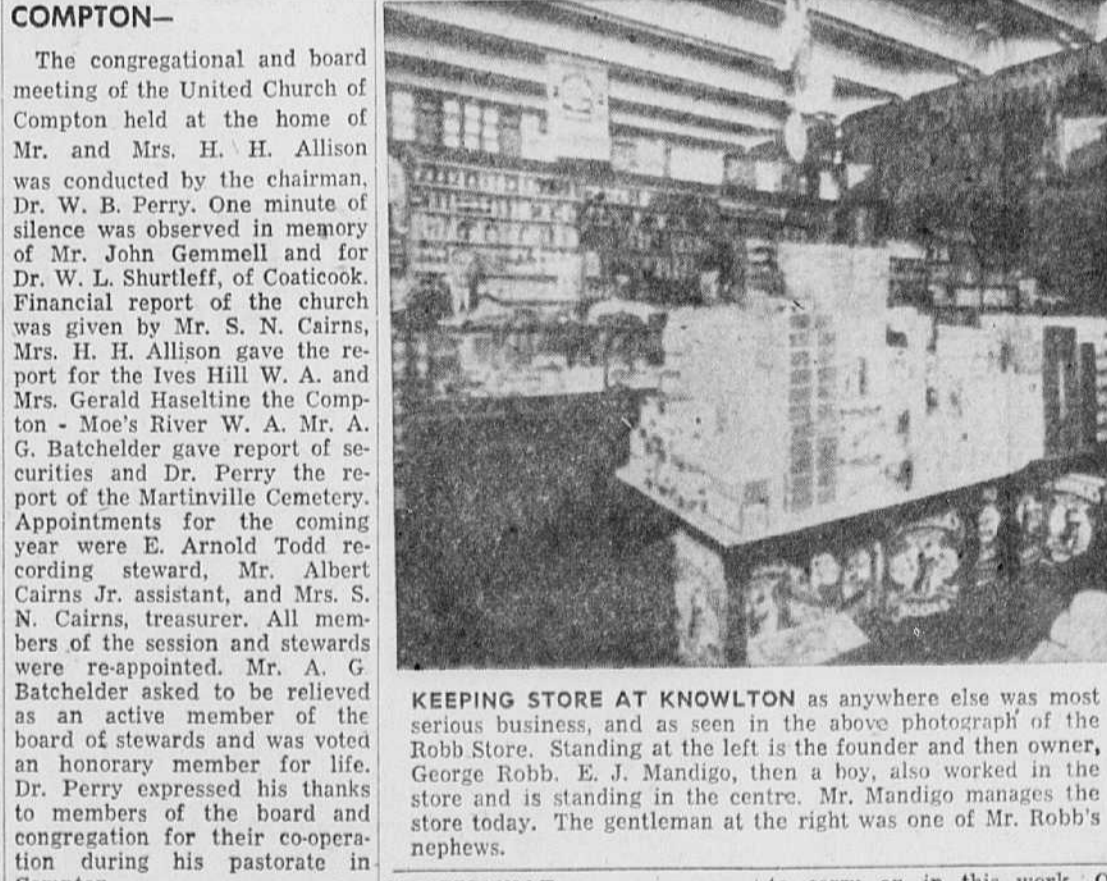 COMPTON—
The congregational and board
meeting of the United Church of
Compton held at the home of
Mr. and Mrs. H. H. Allison
was conducted by the chairman,
Dr. W. B. Perry. One minute of
silence was observed in memory
of Mr. John Gemmell and for
Dr. W. L. Shurtleff, of Coaticook.
Financial report of the church
was given by Mr. S. N. Cairns,
Mrs. H. H. Allison gave the re-
port for the Ives Hill W. A. and
Mrs. Gerald Haseltine the Comp-
ton - Moe's River W. A. Mr. A.
G. Batchelder gave report of se-
curities and Dr. Perry the re-
port of the Martinville Cemetery.
Appointments for the coming
year were E. Arnold Todd re-
cording steward, Mr. Albert
Cairns Jr. assistant, and Mrs. S.
N. Cairns, treasurer. All mem-
bers of the session and stewards
were re-appointed. Mr. A. G
Batchelder asked to be relieved
as an active member of the
board of stewards and was voted
an honorary member for life.
Dr. Perry expressed his thanks
to members of the board and
congregation for their co-opera-
tion during his pastorate in
KEEPING STORE AT KNOWLTON as anywhere else was most
serious business, and as seen in the above photograph of the
Robb Store. Standing at the left is the founder and then owner,
George Robb. E. J. Mandigo, then a boy, also worked in the
store and is standing in the centre. Mr. Mandigo manages the
store today. The gentleman at the right was one of Mr. Robb's
nephews.